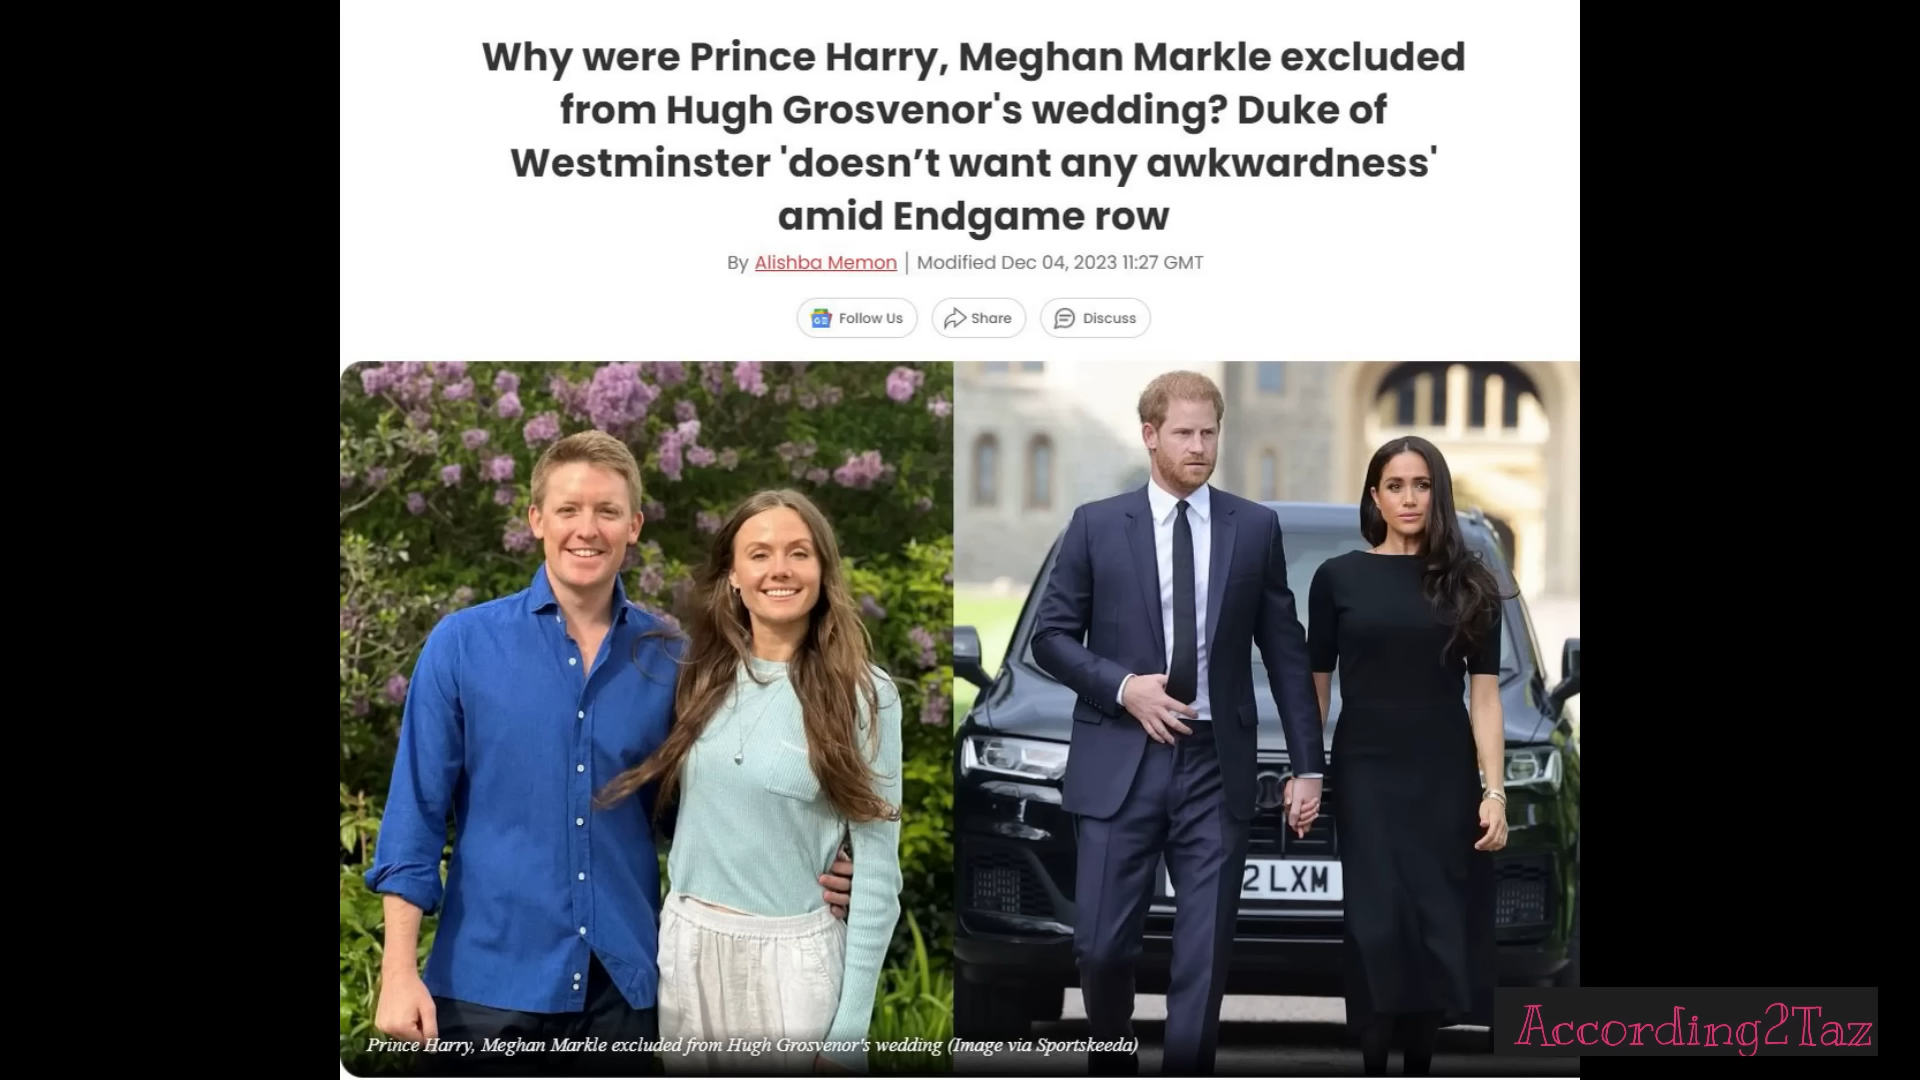 Why were Prince Harry, Meghan Markle excluded
from Hugh Grosvenor's wedding? Duke of
Westminster 'doesn’t want any awkwardness'
amid Endgame row
By Alishba Memon | Modified Dec 04, 2023 11:27 GMT
Follow Us Share Discuss
2 LXM
Prince Harry, Meghan Markle excluded from Hugh Grosvenor's wedding (Image via Sportskeeda)
According2Taz